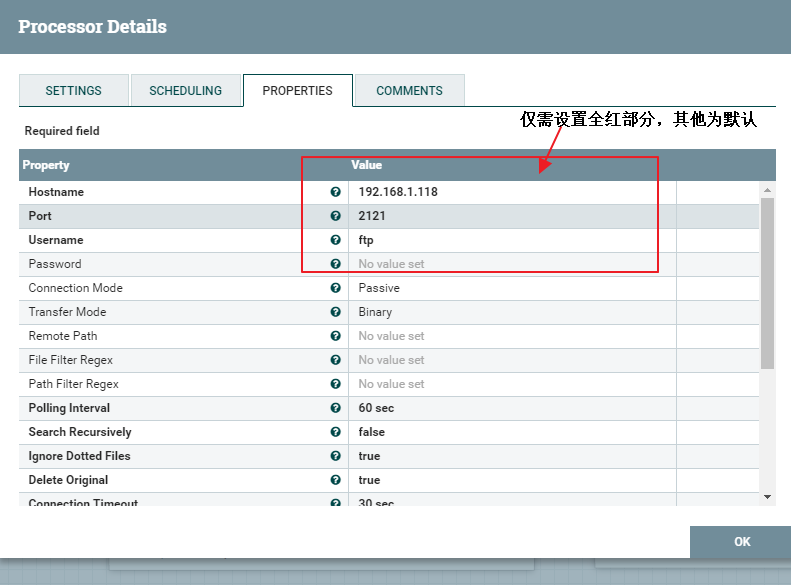 Processor Details
SETTINGS SCHEDULING PROPERTIES COMMENTS
仅需设置全红部分，其他为默认
Required field
Property Value
Hostname 192.168.1.118
Port 2121
Username ftp
Password No value set
Connection Mode Passive
Transfer Mode Binary
Remote Path No value set
File Filter Regex No value set
Path Filter Regex No value set
Polling Interval 60 sec
Search Recursively false
Ignore Dotted Files true
Delete Original true
Connection Timeout 30 sec
OK